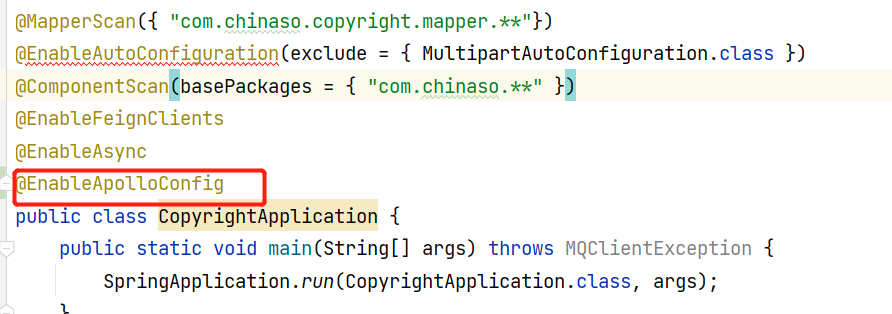 @MapperScan({ "com.chinaso.copyright.mapper.**"})
@EnableAutoConfiguration(exclude = { MultipartAutoConfiguration.class })
@ComponentScan(basePackages = { "com.chinaso.**" })
@EnableFeignClients
@EnableAsync
@EnableApolloConfig
public class CopyrightApplication {
public static void main(String[] args) throws MQClientException {
SpringApplication.run(CopyrightApplication.class, args);
}